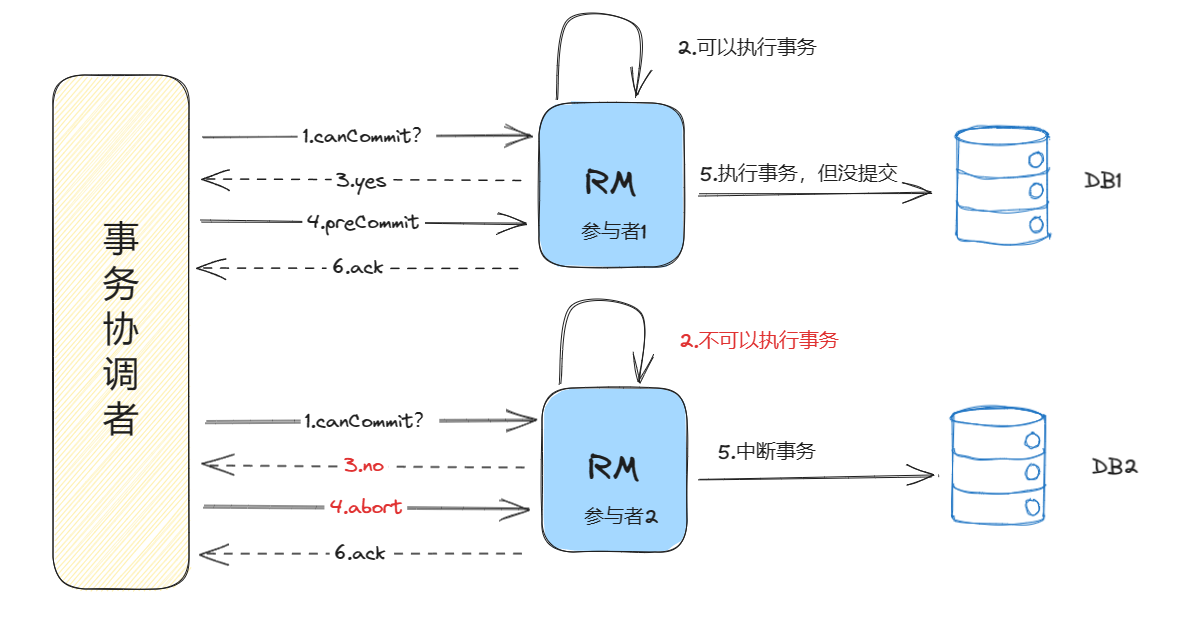 事务协调者
2.可以执行事务
1.canCommit?
3.yes
4.preCommit
6.ack
RM
参与者1
5.执行事务，但没提交
DB1
2.不可以执行事务
1.canCommit?
3.no
4.abort
6.ack
RM
参与者2
5.中断事务
DB2